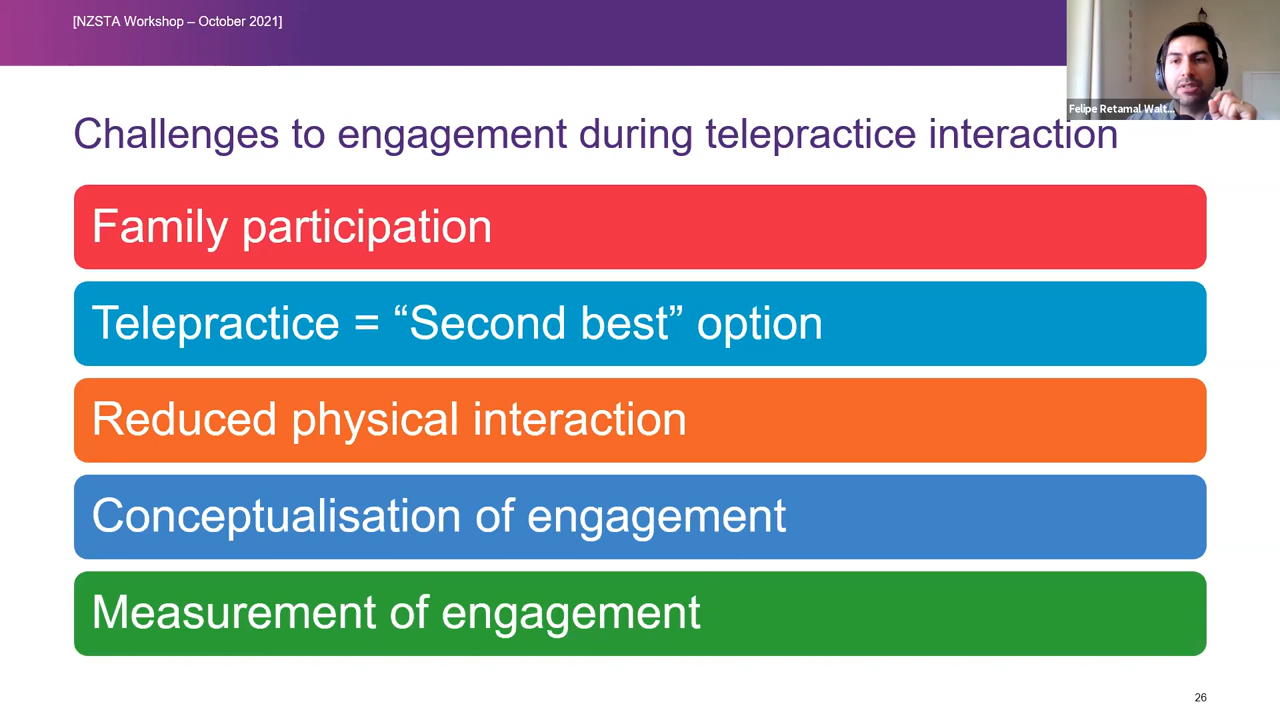 [NZSTA Workshop – October 2021]
Felipe Retamal Walt...
Challenges to engagement during telepractice interaction
Family participation
Telepractice = “Second best” option
Reduced physical interaction
Conceptualisation of engagement
Measurement of engagement
26